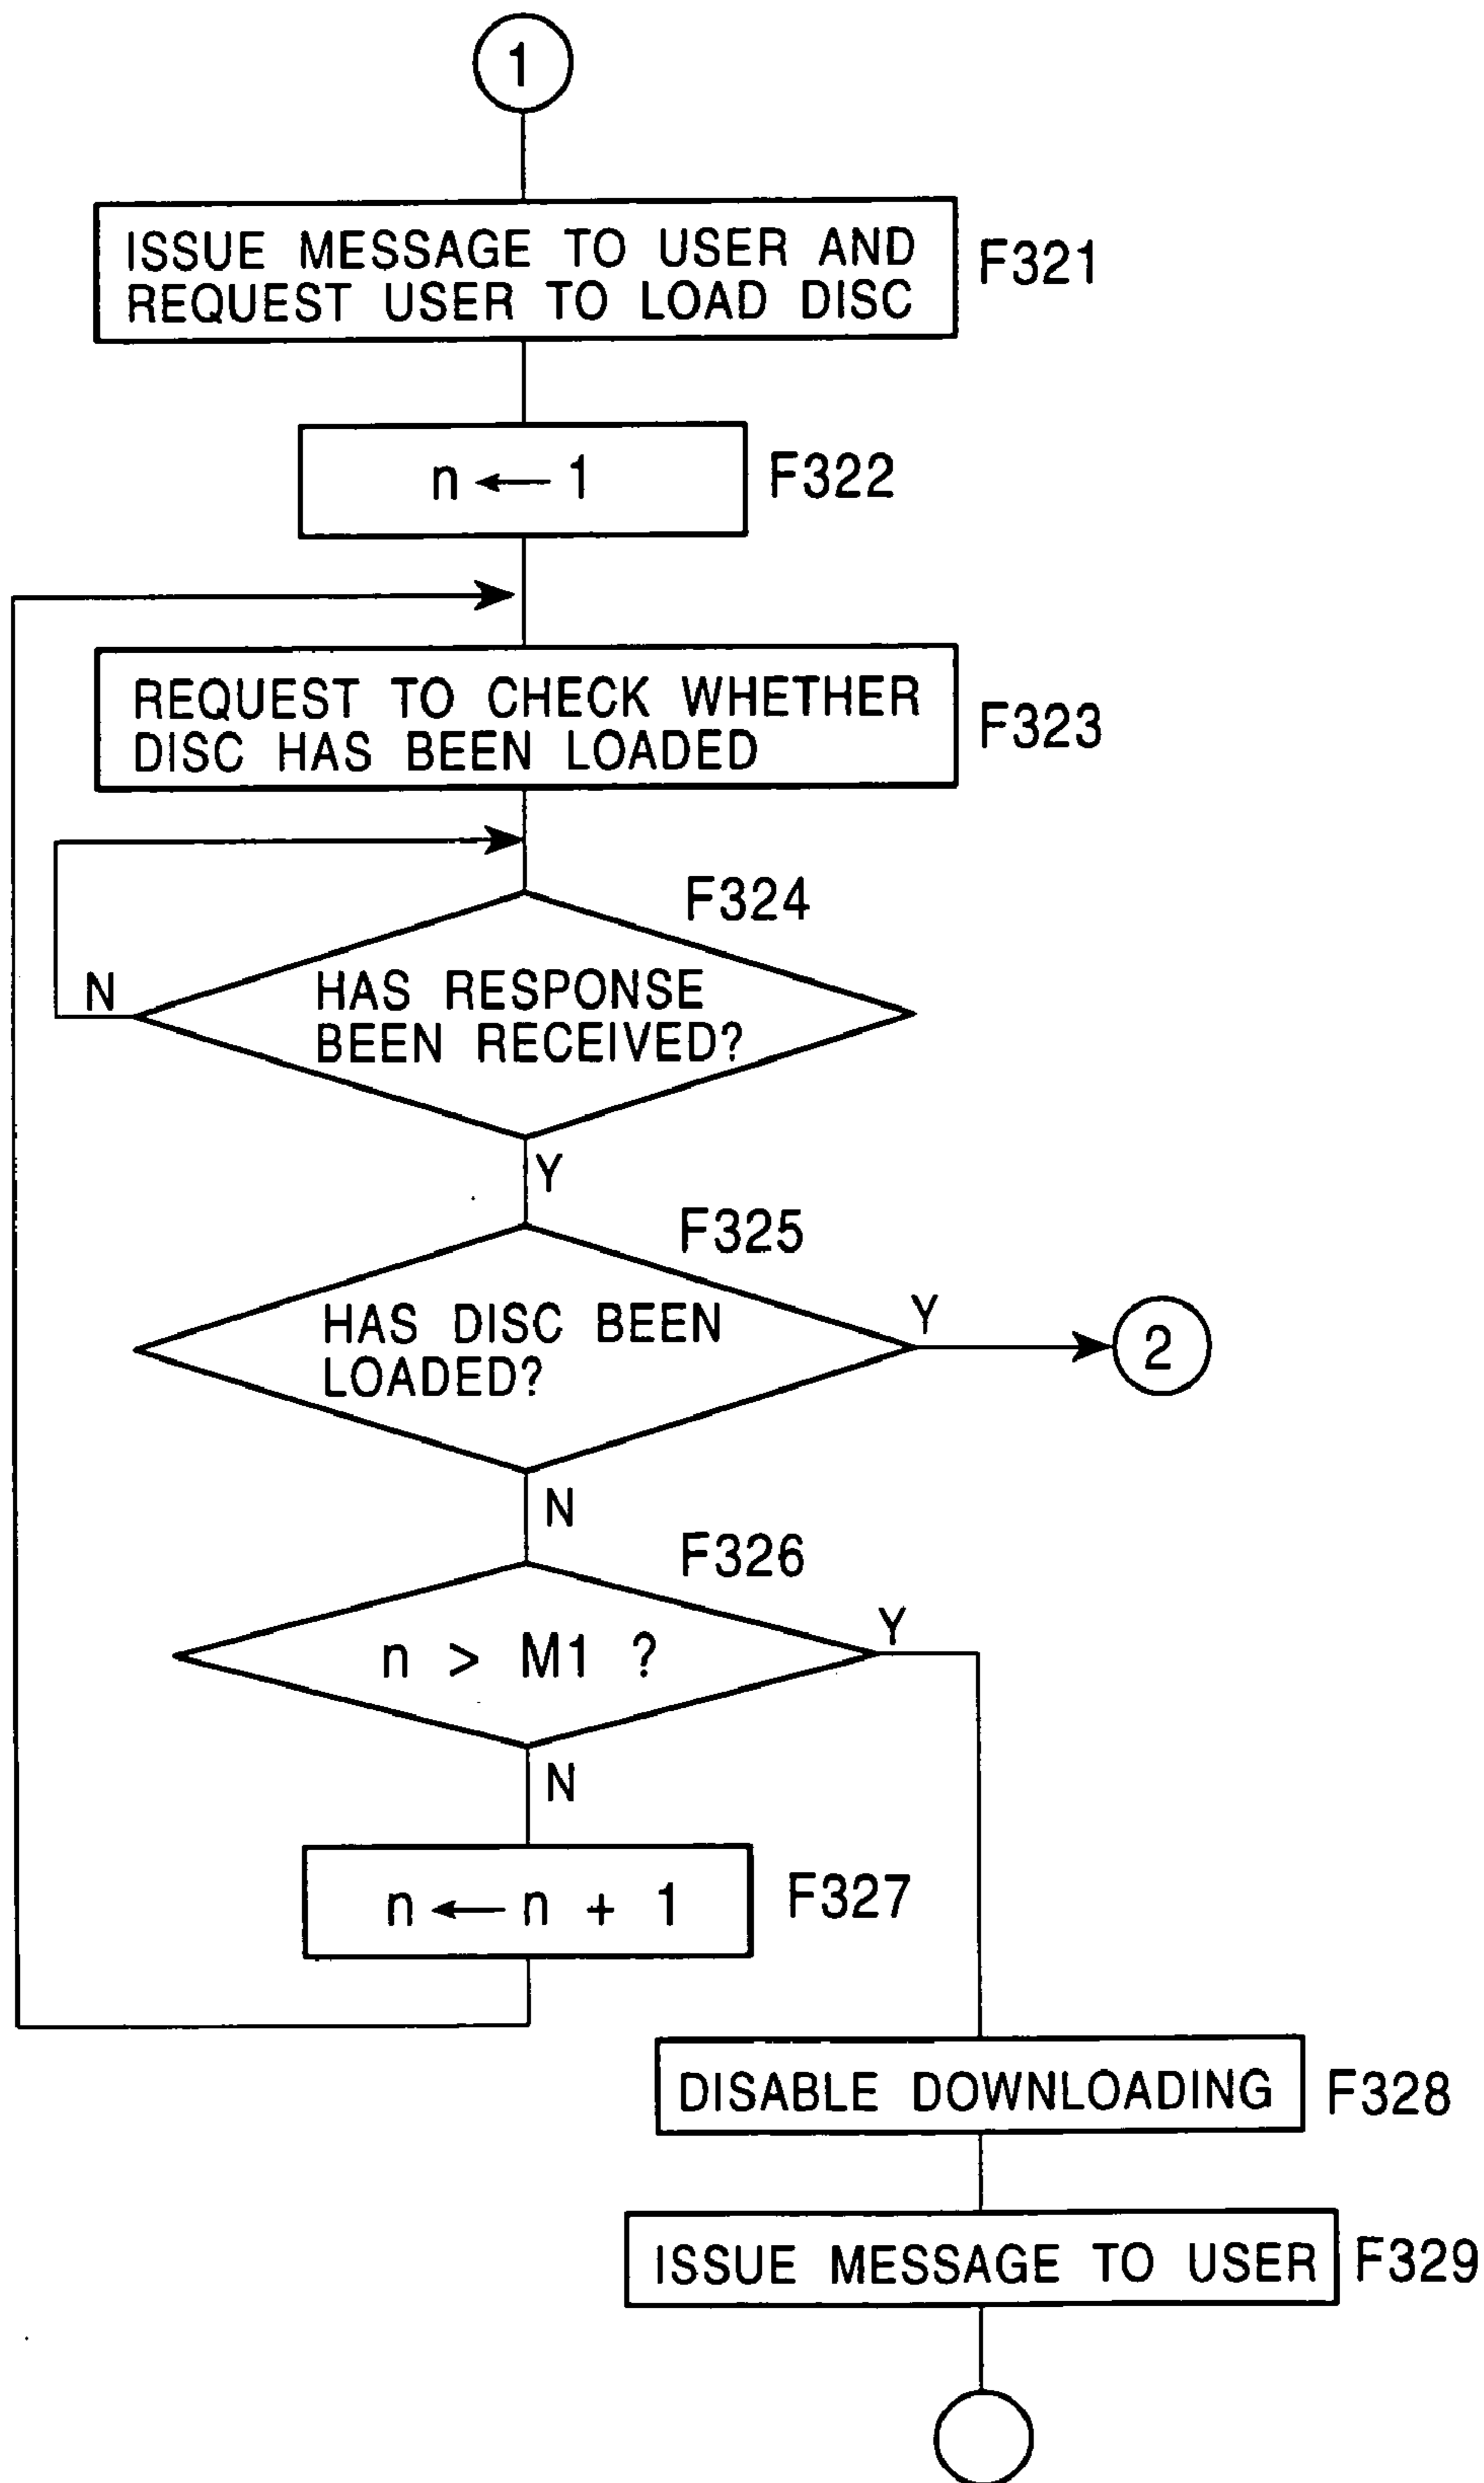 1
ISSUE MESSAGE TO USER AND
REQUEST USER TO LOAD DISC
F321
n ← 1
F322
REQUEST TO CHECK WHETHER
DISC HAS BEEN LOADED
F323
F324
N
HAS RESPONSE
BEEN RECEIVED?
Y
F325
HAS DISC BEEN
LOADED?
Y
2
N
F326
n > M1 ?
Y
N
n ← n + 1
F327
DISABLE DOWNLOADING
F328
ISSUE MESSAGE TO USER
F329